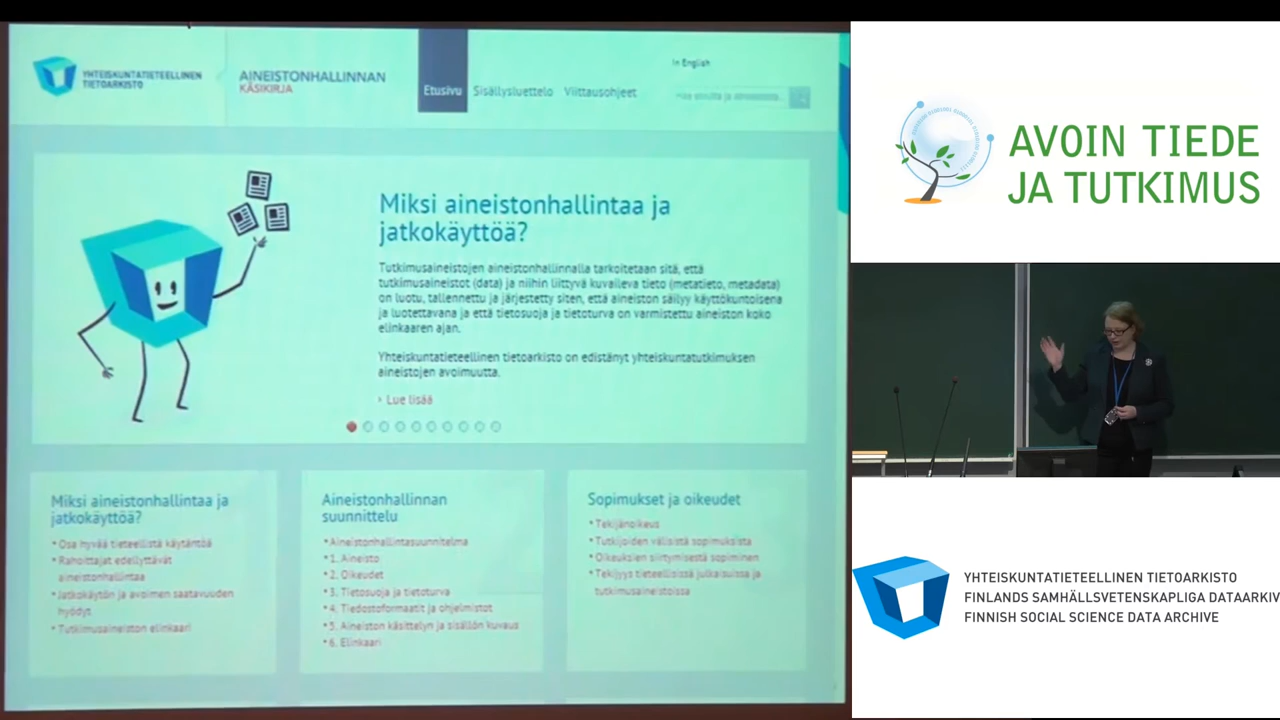 YHTEISKUNTATIETEELLINEN
TIETOARKISTO
AINEISTONHALLINNAN
KÄSIKIRJA
Etusivu
Sisällysluettelo
Viittausohjeet
In English
Miksi aineistonhallintaa ja
jatkokäyttöä?
Tutkimusaineistojen aineistonhallinnalla tarkoitetaan sitä, että
tutkimusaineistot (data) ja niihin liittyvä kuvaileva tieto (metatieto, metadata)
on luotu, tallennettu ja järjestetty siten, että aineiston säilyy käyttökuntoisena
ja luotettavana ja että tietosuoja ja tietoturva on varmistettu aineiston koko
elinkaaren ajan.
Yhteiskuntatieteellinen tietoarkisto on edistänyt yhteiskuntatutkimuksen
aineistojen avoimuutta.
Lue lisää
Miksi aineistonhallintaa ja
jatkokäyttöä?
Osa hyvää tieteellistä käytäntöä
Rahoittajat edellyttävät
aineistonhallintaa
Jatkokäytön ja avoimen saatavuuden
hyödyt
Tutkimusaineiston elinkaari
Aineistonhallinnan
suunnittelu
Aineistonhallintasuunnitelma
1. Aineisto
2. Oikeudet
3. Tietosuoja ja tietoturva
4. Tiedostoformaatit ja ohjelmistot
5. Aineiston käsittelyn ja sisällön kuvaus
6. Elinkaari
Sopimukset ja oikeudet
Tekijänoikeus
Tutkijoiden välisistä sopimuksista
Oikeuksien siirtymisestä sopiminen
Tekijyys tieteellisissä julkaisuissa ja
tutkimusaineistoissa
AVOIN TIEDE
JA TUTKIMUS
YHTEISKUNTATIETEELLINEN TIETOARKISTO
FINLANDS SAMHÄLLSVETENSKAPLIGA DATAARKIV
FINNISH SOCIAL SCIENCE DATA ARCHIVE